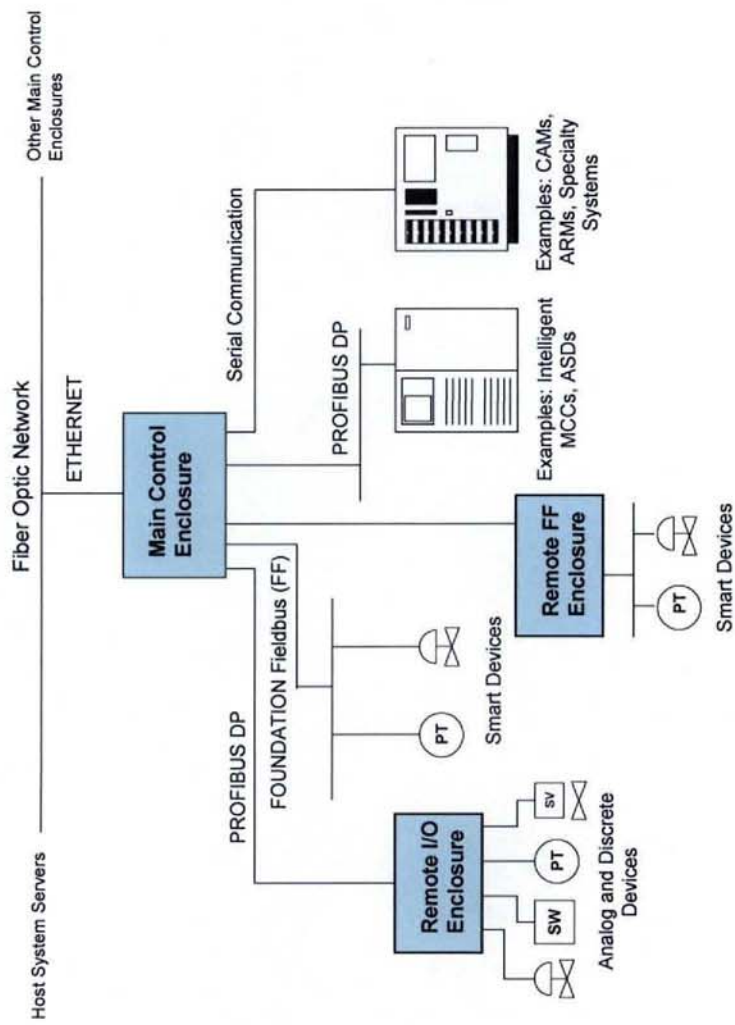 Host System Servers
Fiber Optic Network
Other Main Control
Enclosures
ETHERNET
Main Control
Enclosure
PROFIBUS DP
FOUNDATION Fieldbus (FF)
Serial Communication
PROFIBUS DP
Remote I/O
Enclosure
SW
PT
SV
Analog and Discrete
Devices
PT
Smart Devices
Remote FF
Enclosure
PT
Smart Devices
Examples: Intelligent
MCCs, ASDs
Examples: CAMs,
ARMs, Specialty
Systems